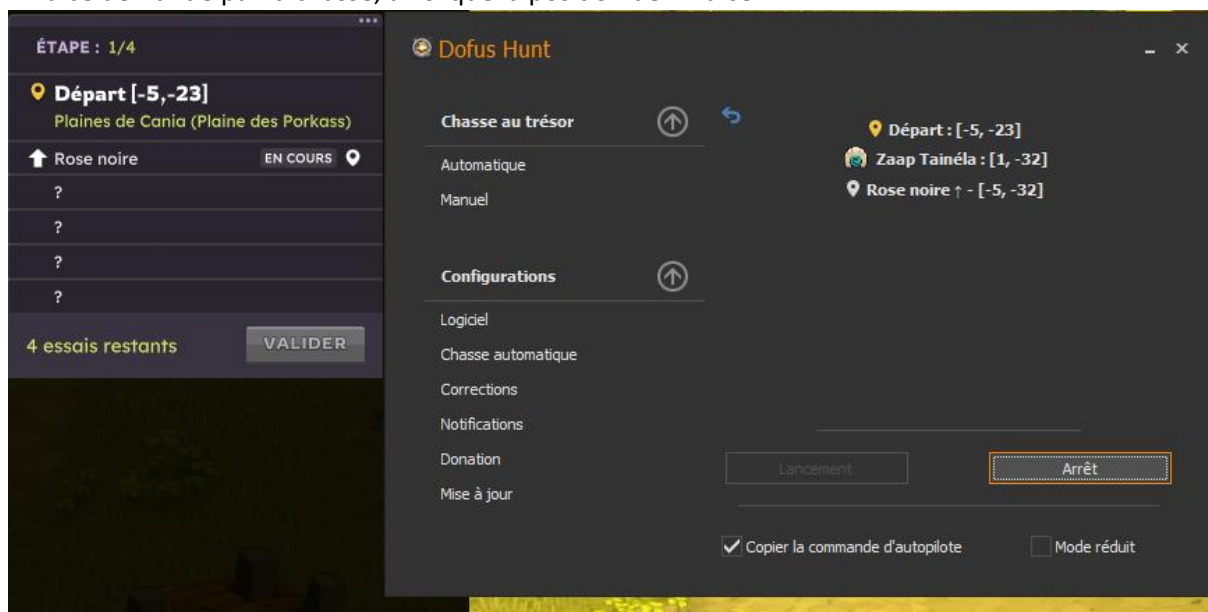 ÉTAPE : 1/4
Départ [-5,-23]
Plaines de Cania (Plaine des Porkass)
Rose noire EN COURS
?
?
?
?
4 essais restants VALIDER
Dofus Hunt
Chasse au trésor
Automatique
Manuel
Configurations
Logiciel
Chasse automatique
Corrections
Notifications
Donation
Mise à jour
Départ : [-5, -23]
Zaap Tainéla : [1, -32]
Rose noire ↑ - [-5, -32]
Lancement Arrêt
Copier la commande d'autopilote Mode réduit